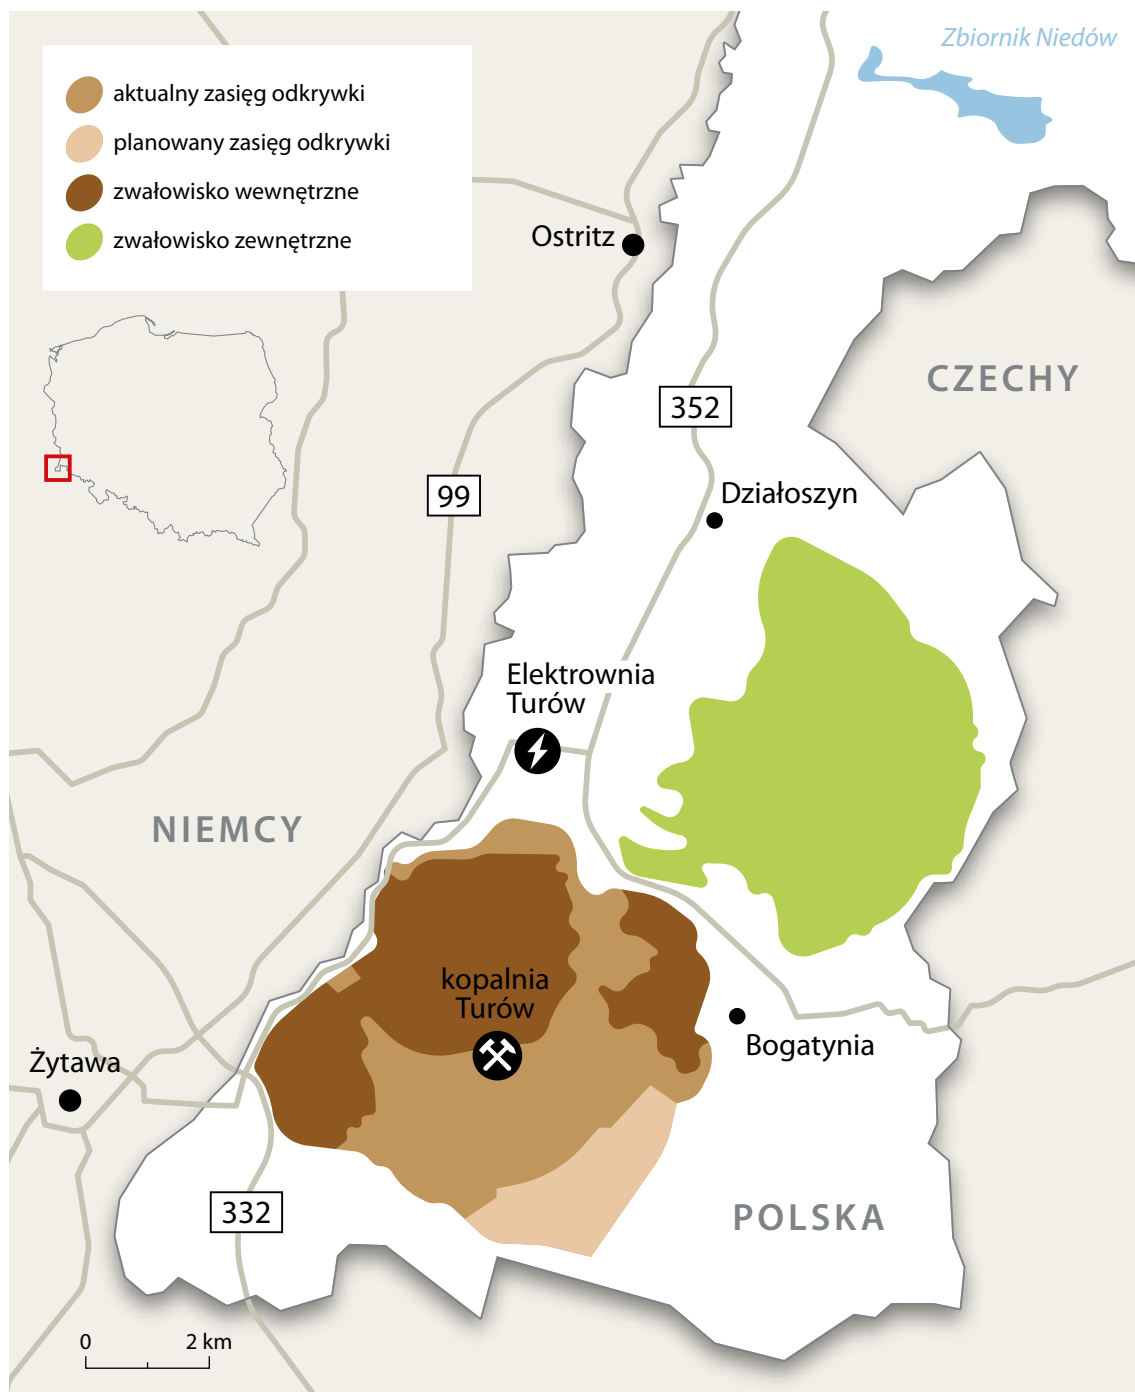 Zbiornik Niedów
aktualny zasięg odkrywki
planowany zasięg odkrywki
zwałowisko wewnętrzne
zwałowisko zewnętrzne
Ostritz
CZECHY
352
99
Działoszyn
Elektrownia
Turów
NIEMCY
kopalnia
Turów
Bogatynia
Żytawa
332
POLSKA
0
2 km